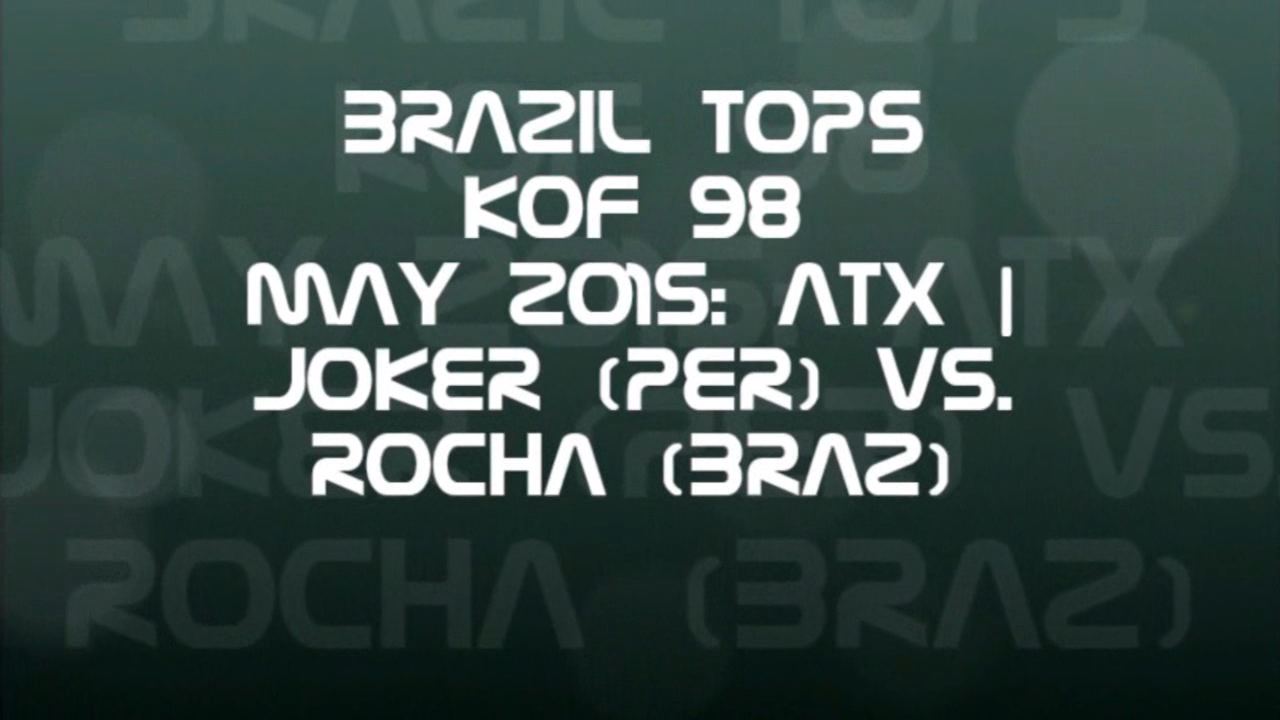 BRAZIL TOPS
KOF 98
MAY 2015: ATX |
JOKER (PER) VS.
ROCHA (BRAZ)